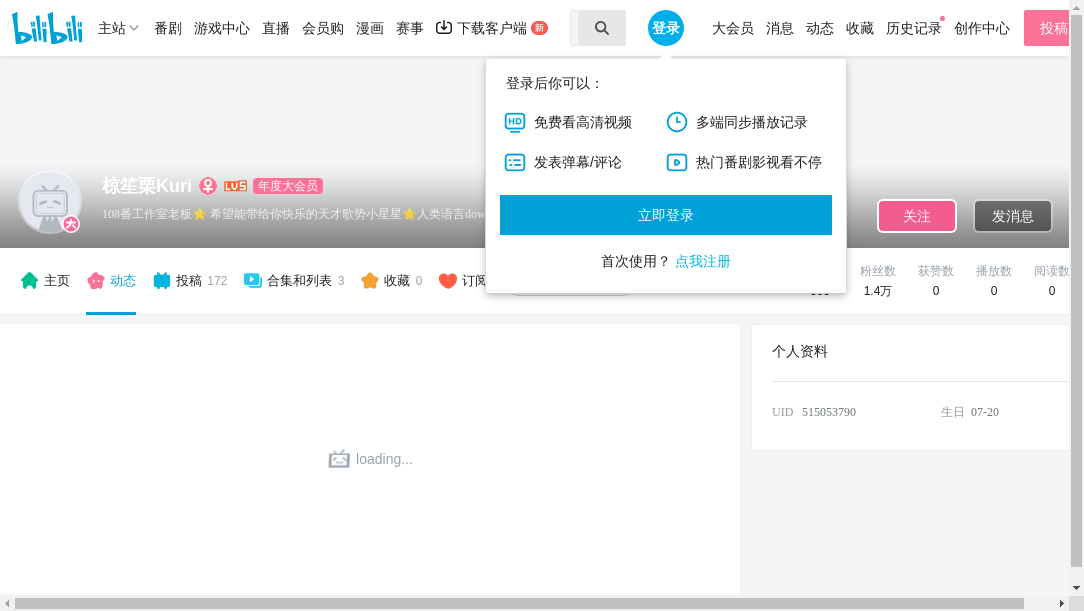 bilibili 主站 番剧 游戏中心 直播 会员购 漫画 赛事 下载客户端 新 登录 大会员 消息 动态 收藏 历史记录 创作中心 投稿
登录后你可以：
HD 免费看高清视频 多端同步播放记录
发表弹幕/评论 热门番剧影视看不停
立即登录
首次使用？ 点我注册
椋笙栗Kuri LV5 年度大会员
108番工作室老板⭐ 希望能带给你快乐的天才歌势小星星⭐人类语言dow
大
关注 发消息
主页 动态 投稿 172 合集和列表 3 收藏 0 订阅
粉丝数 获赞数 播放数 阅读数
1.4万 0 0 0
loading...
个人资料
UID 515053790 生日 07-20